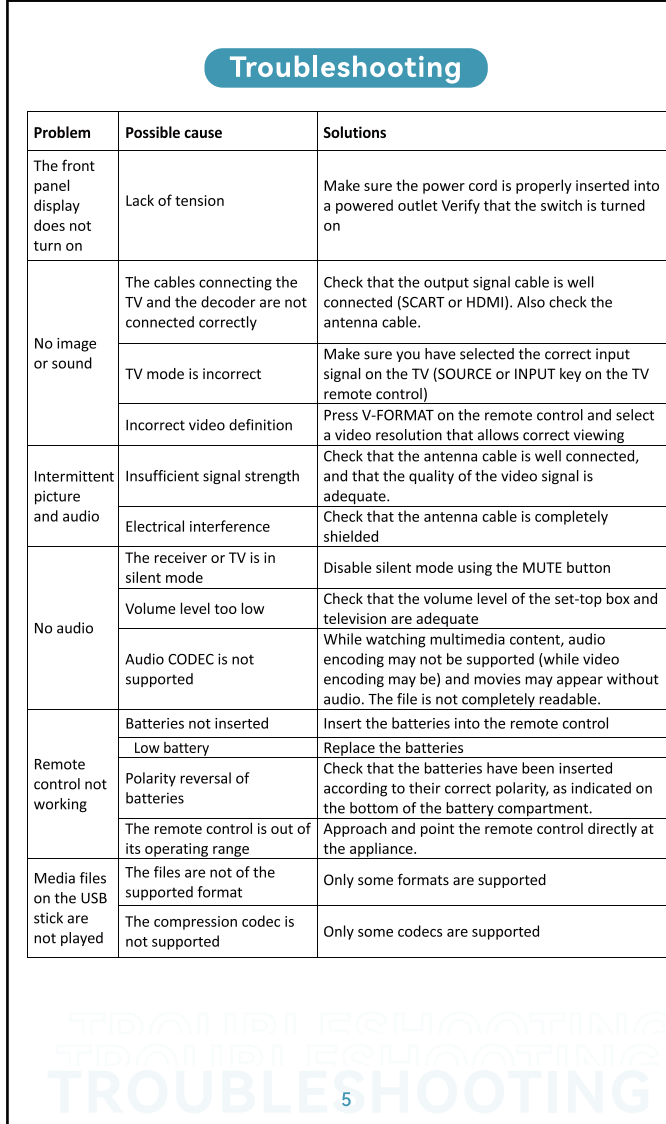 Troubleshooting
Problem
Possible cause
Solutions
The front
panel
display
does not
turn on
Lack of tension
Make sure the power cord is properly inserted into
a powered outlet Verify that the switch is turned
on
No image
or sound
The cables connecting the
TV and the decoder are not
connected correctly
Check that the output signal cable is well
connected (SCART or HDMI). Also check the
antenna cable.
TV mode is incorrect
Make sure you have selected the correct input
signal on the TV (SOURCE or INPUT key on the TV
remote control)
Incorrect video definition
Press V-FORMAT on the remote control and select
a video resolution that allows correct viewing
Intermittent
picture
and audio
Insufficient signal strength
Check that the antenna cable is well connected,
and that the quality of the video signal is
adequate.
Electrical interference
Check that the antenna cable is completely
shielded
No audio
The receiver or TV is in
silent mode
Disable silent mode using the MUTE button
Volume level too low
Check that the volume level of the set-top box and
television are adequate
Audio CODEC is not
supported
While watching multimedia content, audio
encoding may not be supported (while video
encoding may be) and movies may appear without
audio. The file is not completely readable.
Remote
control not
working
Batteries not inserted
Insert the batteries into the remote control
Low battery
Replace the batteries
Polarity reversal of
batteries
Check that the batteries have been inserted
according to their correct polarity, as indicated on
the bottom of the battery compartment.
The remote control is out of
its operating range
Approach and point the remote control directly at
the appliance.
Media files
on the USB
stick are
not played
The files are not of the
supported format
Only some formats are supported
The compression codec is
not supported
Only some codecs are supported
TROUBLESHOOTING
TROUBLESHOOTING
TROUBLESHOOTING
5